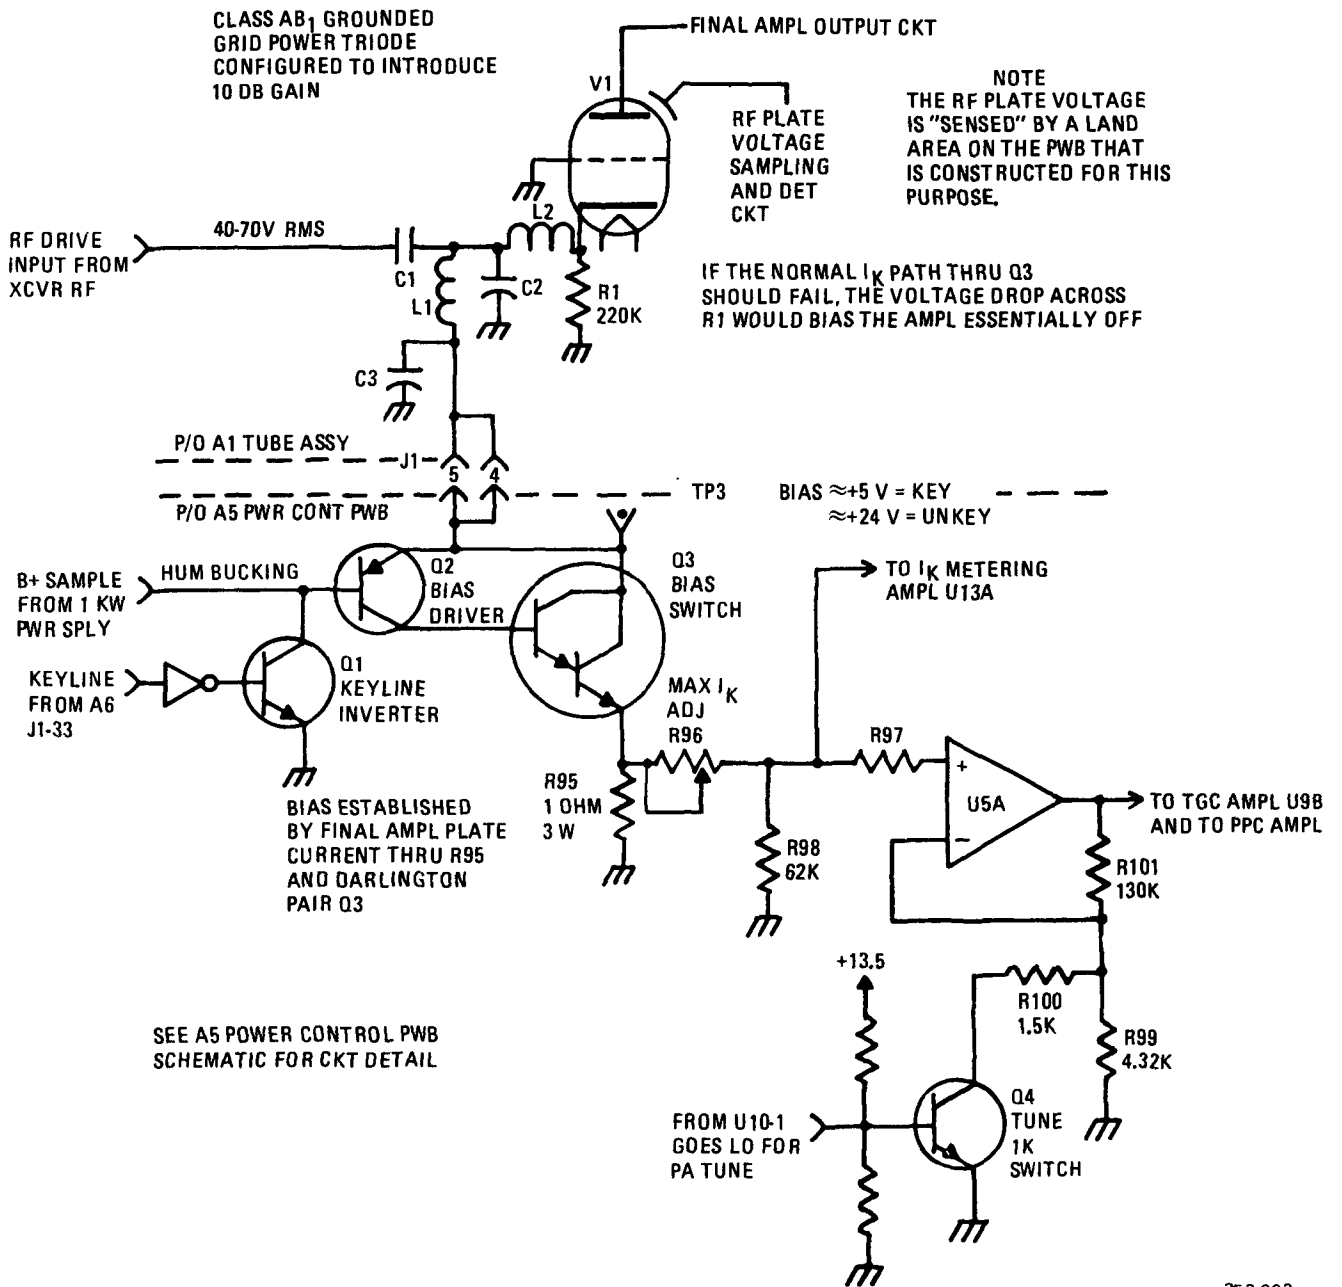 CLASS AB1 GROUNDED
GRID POWER TRIODE
CONFIGURED TO INTRODUCE
10 DB GAIN
FINAL AMPL OUTPUT CKT
V1
RF PLATE
VOLTAGE
SAMPLING
AND DET
CKT
NOTE
THE RF PLATE VOLTAGE
IS "SENSED" BY A LAND
AREA ON THE PWB THAT
IS CONSTRUCTED FOR THIS
PURPOSE.
RF DRIVE
INPUT FROM
XCVR RF
40-70V RMS
C1
L1
L2
C2
R1
220K
C3
IF THE NORMAL IK PATH THRU Q3
SHOULD FAIL, THE VOLTAGE DROP ACROSS
R1 WOULD BIAS THE AMPL ESSENTIALLY OFF
P/O A1 TUBE ASSY
J1
5
4
P/O A5 PWR CONT PWB
TP3
BIAS ≈+5 V = KEY
≈+24 V = UNKEY
B+ SAMPLE
FROM 1 KW
PWR SPLY
HUM BUCKING
Q2
BIAS
DRIVER
Q3
BIAS
SWITCH
TO IK METERING
AMPL U13A
KEYLINE
FROM A6
J1-33
Q1
KEYLINE
INVERTER
MAX IK
ADJ
R96
R97
R95
1 OHM
3 W
R98
62K
+
U5A
-
TO TGC AMPL U9B
AND TO PPC AMPL
R101
130K
BIAS ESTABLISHED
BY FINAL AMPL PLATE
CURRENT THRU R95
AND DARLINGTON
PAIR Q3
+13.5
R100
1.5K
R99
4.32K
SEE A5 POWER CONTROL PWB
SCHEMATIC FOR CKT DETAIL
FROM U10-1
GOES LO FOR
PA TUNE
Q4
TUNE
1K
SWITCH